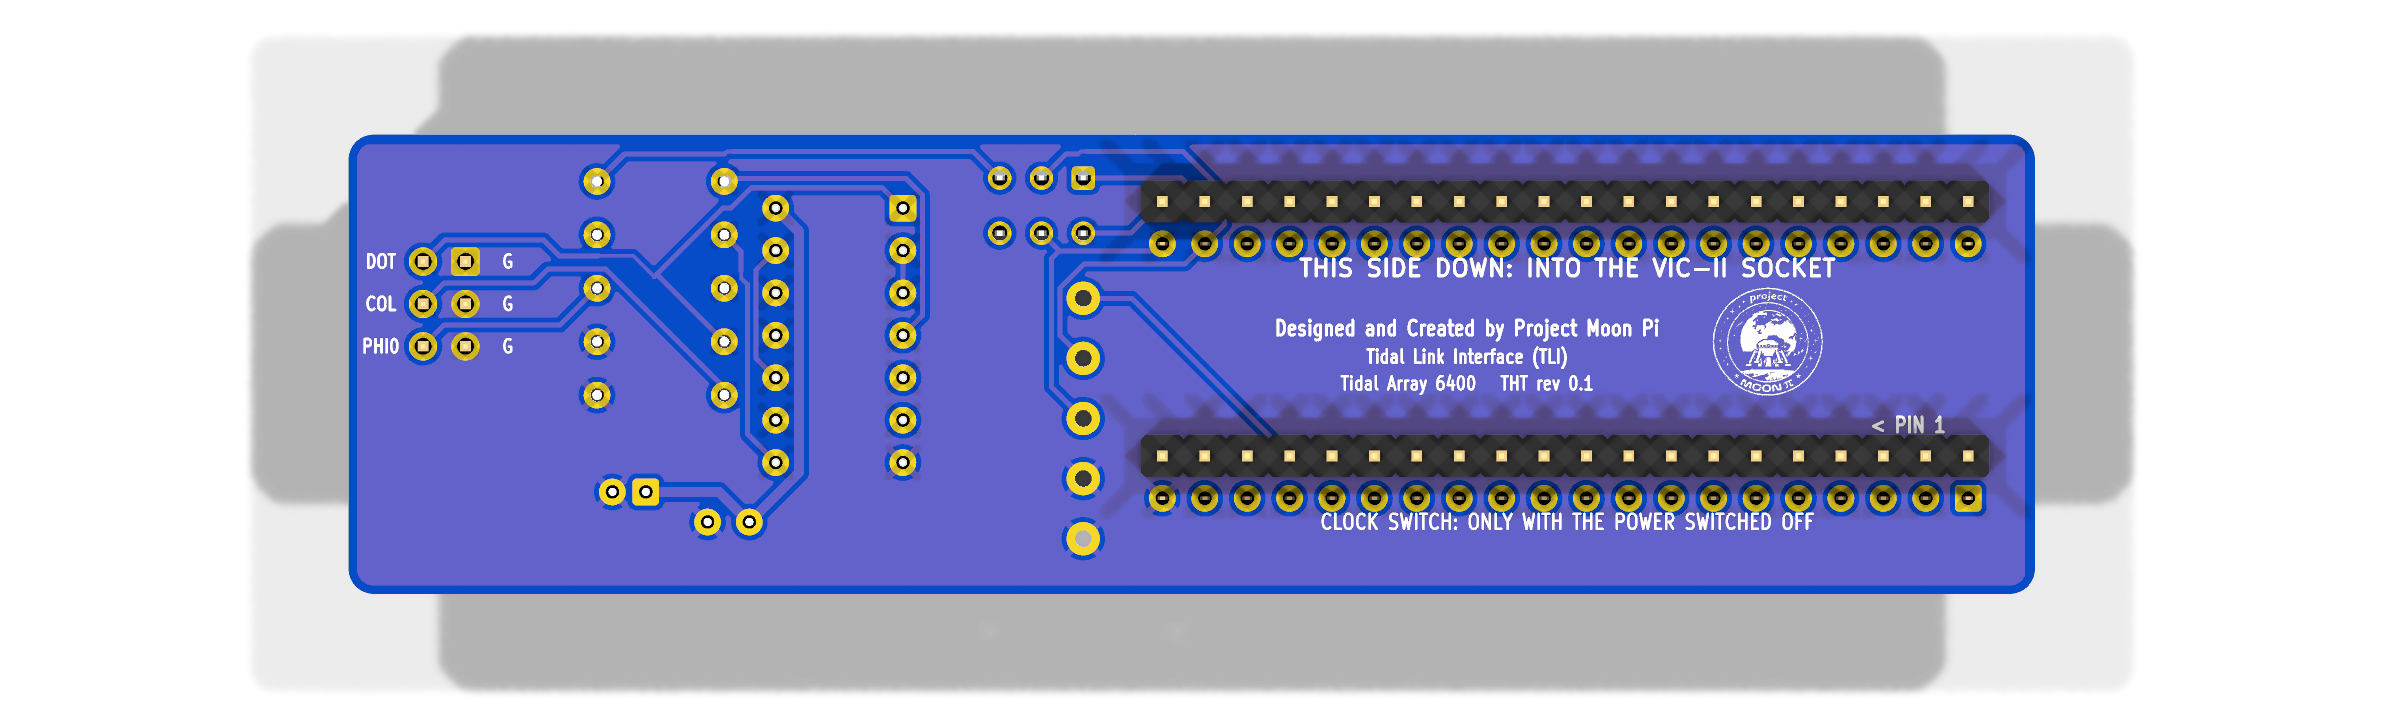 DOT G
COL G
PHI0 G
THIS SIDE DOWN: INTO THE VIC-II SOCKET
Designed and Created by Project Moon Pi
Tidal Link Interface (TLI)
Tidal Array 6400 THT rev 0.1
project
MOON π
< PIN 1
CLOCK SWITCH: ONLY WITH THE POWER SWITCHED OFF